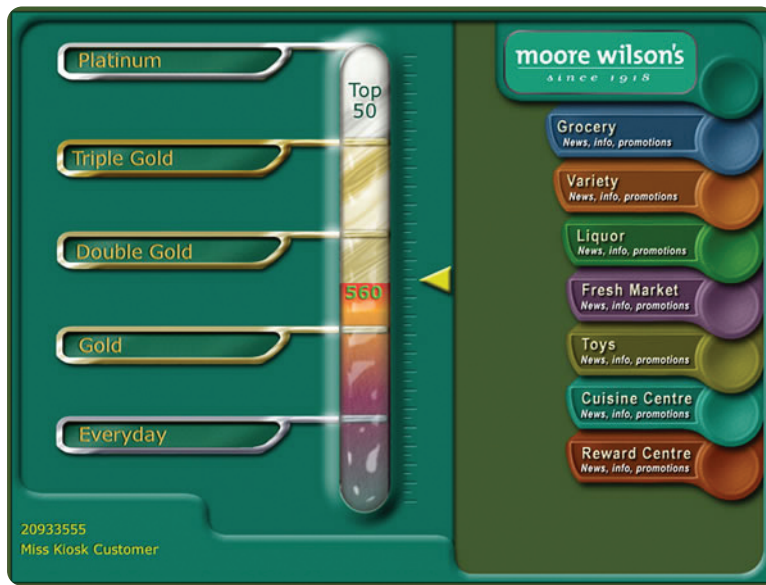 Platinum
Top
50
Triple Gold
Double Gold
560
Gold
Everyday
20933555
Miss Kiosk Customer
moore wilson's
since 1918
Grocery
News, info, promotions
Variety
News, info, promotions
Liquor
News, info, promotions
Fresh Market
News, info, promotions
Toys
News, info, promotions
Cuisine Centre
News, info, promotions
Reward Centre
News, info, promotions